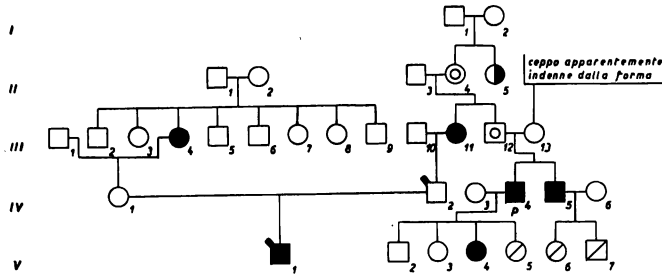 I
1 2
ceppo apparentemente
indenne dalla forma
II
1 2 3 4 5
III
1 2 3 4 5 6 7 8 9 10 11 12 13
IV
1 2 3 4 5 6
P
V
1 2 3 4 5 6 7